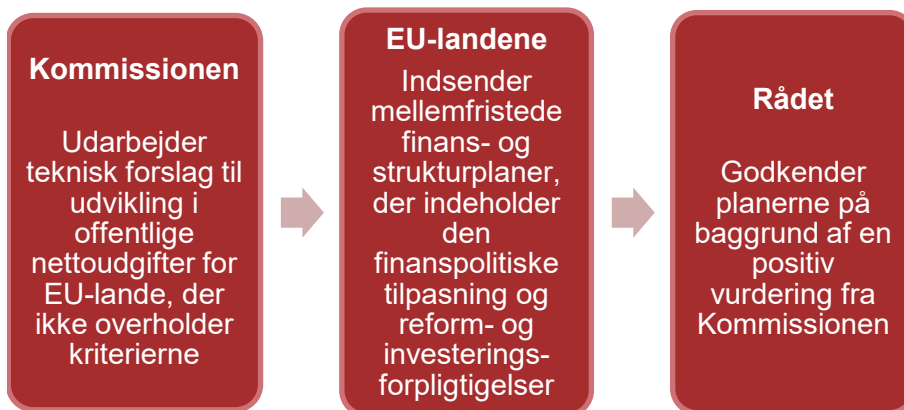 Kommissionen
Udarbejder
teknisk forslag til
udvikling i
offentlige
nettoudgifter for
EU-lande, der
ikke overholder
kriterierne
EU-landene
Indsender
mellemfristede
finans- og
strukturplaner,
der indeholder
den
finanspolitiske
tilpasning og
reform- og
investerings-
forpligtigelser
Rådet
Godkender
planerne på
baggrund af en
positiv
vurdering fra
Kommissionen